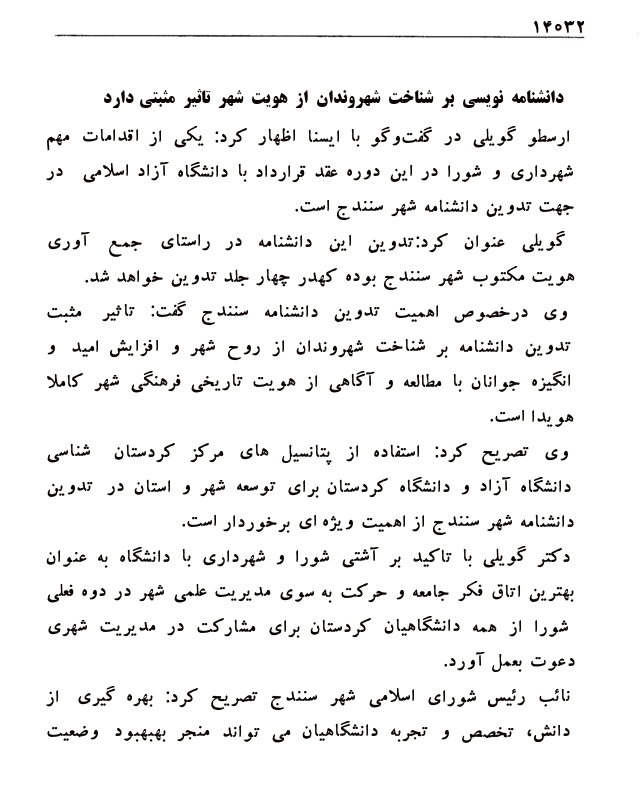 ۱۴۰۳۲
دانشنامه نویسی بر شناخت شهروندان از هویت شهر تاثیر مثبتی دارد
ارسطو گویلی در گفت‌وگو با ایسنا اظهار کرد: یکی از اقدامات مهم
شهرداری و شورا در این دوره عقد قرارداد با دانشگاه آزاد اسلامی در
جهت تدوین دانشنامه شهر سنندج است.
گویلی عنوان کرد:تدوین این دانشنامه در راستای جمع آوری
هویت مکتوب شهر سنندج بوده کهدر چهار جلد تدوین خواهد شد.
وی درخصوص اهمیت تدوین دانشنامه سنندج گفت: تاثیر مثبت
تدوین دانشنامه بر شناخت شهروندان از روح شهر و افزایش امید و
انگیزه جوانان با مطالعه و آگاهی از هویت تاریخی فرهنگی شهر کاملا
هویدا است.
وی تصریح کرد: استفاده از پتانسیل های مرکز کردستان شناسی
دانشگاه آزاد و دانشگاه کردستان برای توسعه شهر و استان در تدوین
دانشنامه شهر سنندج از اهمیت ویژه ای برخوردار است.
دکتر گویلی با تاکید بر آشتی شورا و شهرداری با دانشگاه به عنوان
بهترین اتاق فکر جامعه و حرکت به سوی مدیریت علمی شهر در دوه فعلی
شورا از همه دانشگاهیان کردستان برای مشارکت در مدیریت شهری
دعوت بعمل آورد.
نائب رئیس شورای اسلامی شهر سنندج تصریح کرد: بهره گیری از
دانش، تخصص و تجربه دانشگاهیان می تواند منجر بهبهبود وضعیت